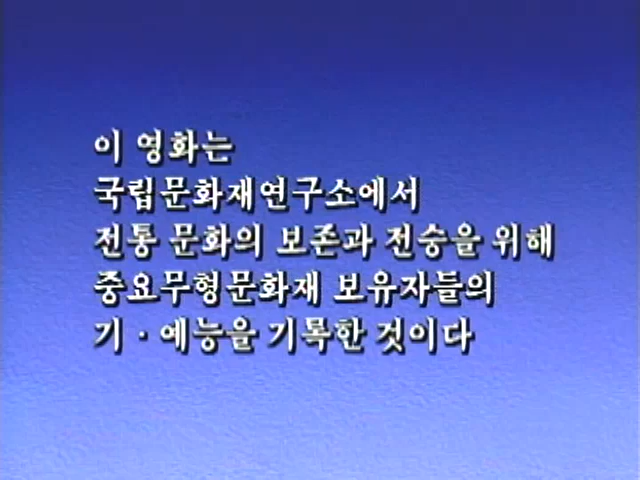 이 영화는
국립문화재연구소에서
전통 문화의 보존과 전승을 위해
중요무형문화재 보유자들의
기·예능을 기록한 것이다